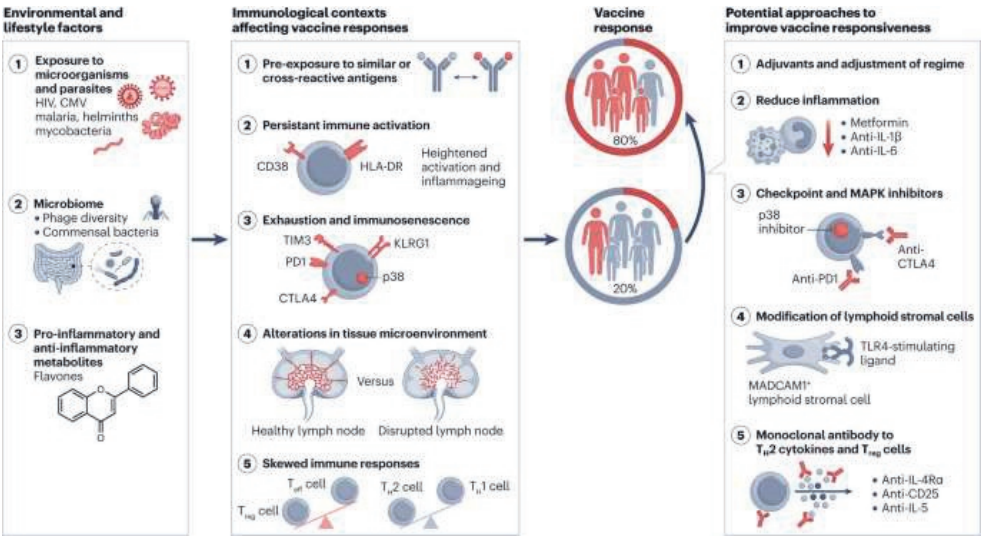 Environmental and
lifestyle factors
1 Exposure to
microorganisms
and parasites
HIV, CMV
malaria, helminths
mycobacteria
2 Microbiome
• Phage diversity
• Commensal bacteria
3 Pro-inflammatory and
anti-inflammatory
metabolites
Flavones
O
O
Immunological contexts
affecting vaccine responses
1 Pre-exposure to similar or
cross-reactive antigens
2 Persistant immune activation
CD38
HLA-DR
Heightened
activation and
inflammageing
3 Exhaustion and immunosenescence
TIM3
KLRG1
PD1
p38
CTLA4
4 Alterations in tissue microenvironment
Versus
Healthy lymph node
Disrupted lymph node
5 Skewed immune responses
Teff cell
Treg cell
TH2 cell
TH1 cell
Vaccine
response
80%
20%
Potential approaches to
improve vaccine responsiveness
1 Adjuvants and adjustment of regime
2 Reduce inflammation
• Metformin
• Anti-IL-1β
• Anti-IL-6
3 Checkpoint and MAPK inhibitors
p38
inhibitor
Anti-
CTLA4
Anti-PD1
4 Modification of lymphoid stromal cells
TLR4-stimulating
ligand
MADCAM1+
lymphoid stromal cell
5 Monoclonal antibody to
TH2 cytokines and Treg cells
• Anti-IL-4Rα
• Anti-CD25
• Anti-IL-5